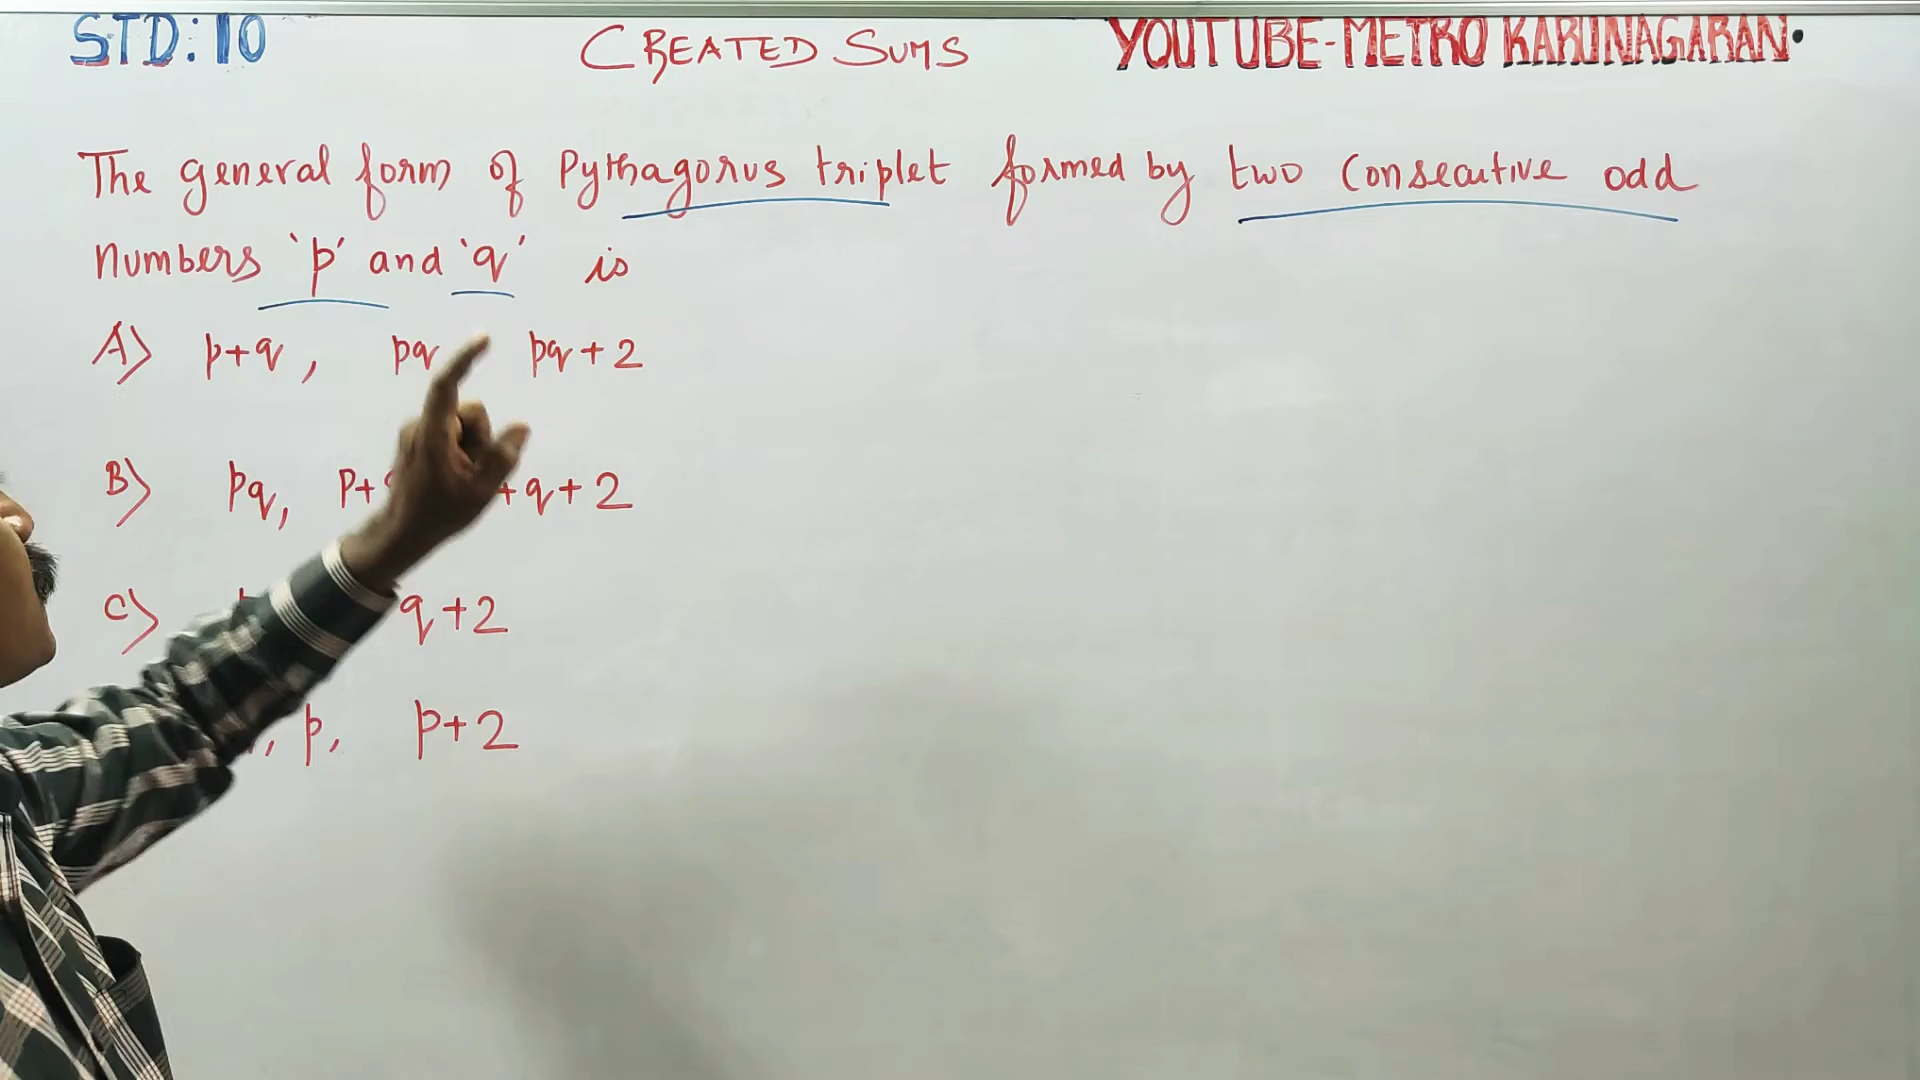 STD: 10
CREATED SUMS
YOUTUBE-METRO KARUNAGARAN.
The general form of Pythagorus triplet formed by two consecutive odd
numbers 'p' and 'q' is
A) p+q, pq pq+2
B) pq, p+ +q+2
C) q+2
, p, p+2